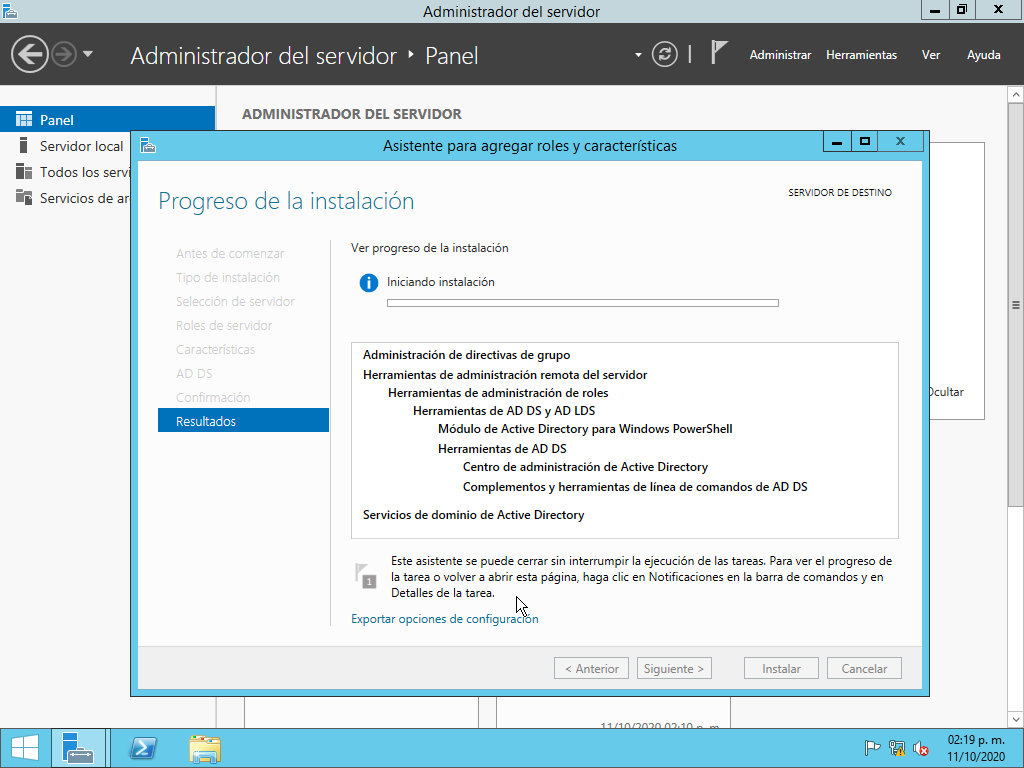 Administrador del servidor
Administrador del servidor ‣ Panel
Administrar Herramientas Ver Ayuda
Panel
Servidor local
Todos los servi
Servicios de ar
ADMINISTRADOR DEL SERVIDOR
Asistente para agregar roles y características
Progreso de la instalación
SERVIDOR DE DESTINO
Antes de comenzar
Tipo de instalación
Selección de servidor
Roles de servidor
Características
AD DS
Confirmación
Resultados
Ver progreso de la instalación
Iniciando instalación
Administración de directivas de grupo
Herramientas de administración remota del servidor
Herramientas de administración de roles
Herramientas de AD DS y AD LDS
Módulo de Active Directory para Windows PowerShell
Herramientas de AD DS
Centro de administración de Active Directory
Complementos y herramientas de línea de comandos de AD DS
Servicios de dominio de Active Directory
1
Este asistente se puede cerrar sin interrumpir la ejecución de las tareas. Para ver el progreso de
la tarea o volver a abrir esta página, haga clic en Notificaciones en la barra de comandos y en
Detalles de la tarea.
Exportar opciones de configuración
< Anterior
Siguiente >
Instalar
Cancelar
Ocultar
11/10/2020 02:10 p. m.
02:19 p. m.
11/10/2020